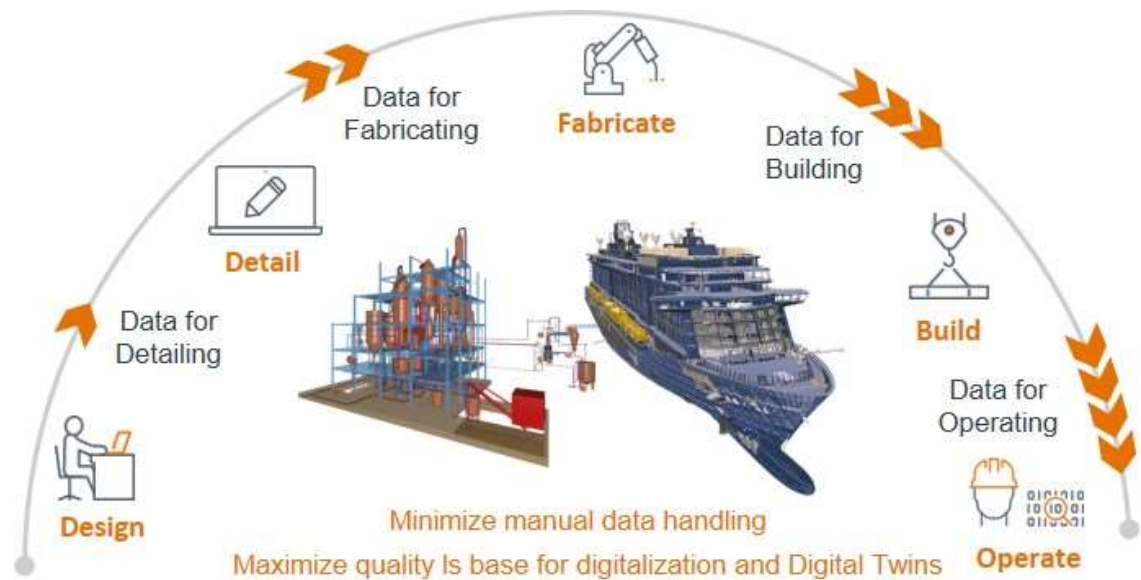 Design
Data for
Detailing
Detail
Data for
Fabricating
Fabricate
Data for
Building
Build
Data for
Operating
Operate
Minimize manual data handling
Maximize quality Is base for digitalization and Digital Twins